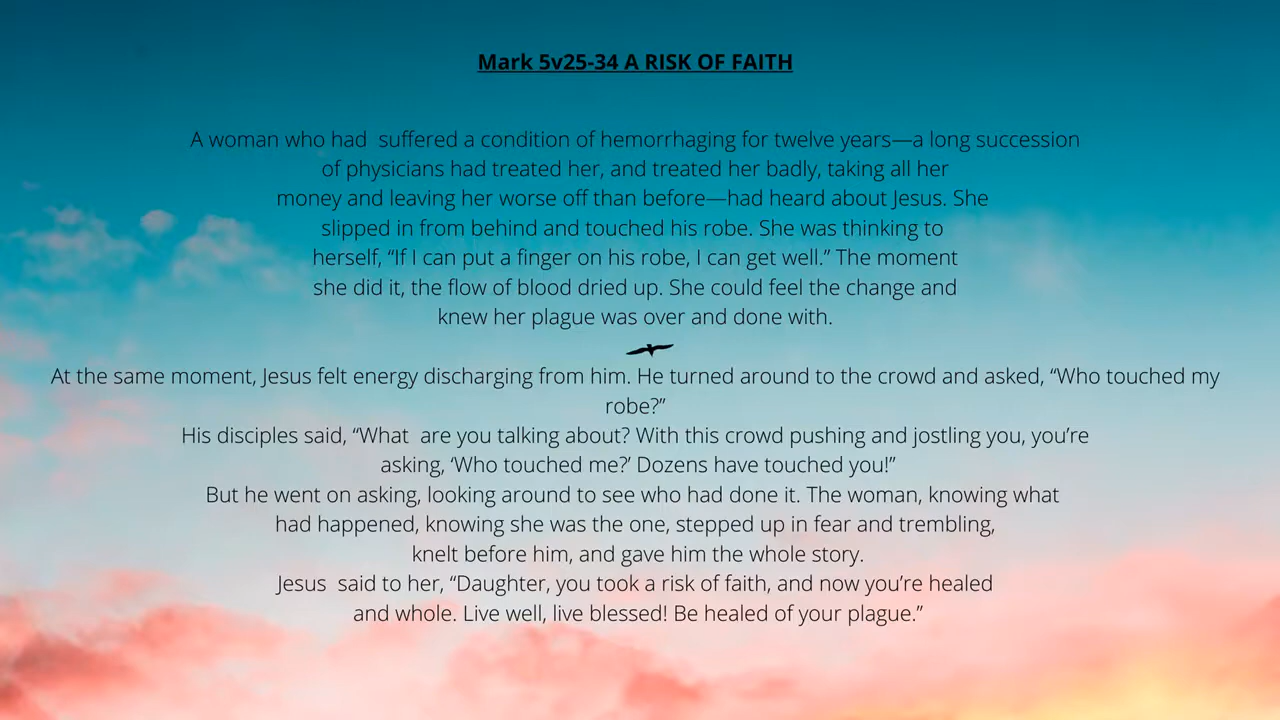 Mark 5v25-34 A RISK OF FAITH
A woman who had  suffered a condition of hemorrhaging for twelve years—a long succession
of physicians had treated her, and treated her badly, taking all her
money and leaving her worse off than before—had heard about Jesus. She
slipped in from behind and touched his robe. She was thinking to
herself, “If I can put a finger on his robe, I can get well.” The moment
she did it, the flow of blood dried up. She could feel the change and
knew her plague was over and done with.
At the same moment, Jesus felt energy discharging from him. He turned around to the crowd and asked, “Who touched my
robe?”
His disciples said, “What  are you talking about? With this crowd pushing and jostling you, you’re
asking, ‘Who touched me?’ Dozens have touched you!”
But he went on asking, looking around to see who had done it. The woman, knowing what
had happened, knowing she was the one, stepped up in fear and trembling,
knelt before him, and gave him the whole story.
Jesus  said to her, “Daughter, you took a risk of faith, and now you’re healed
and whole. Live well, live blessed! Be healed of your plague.”